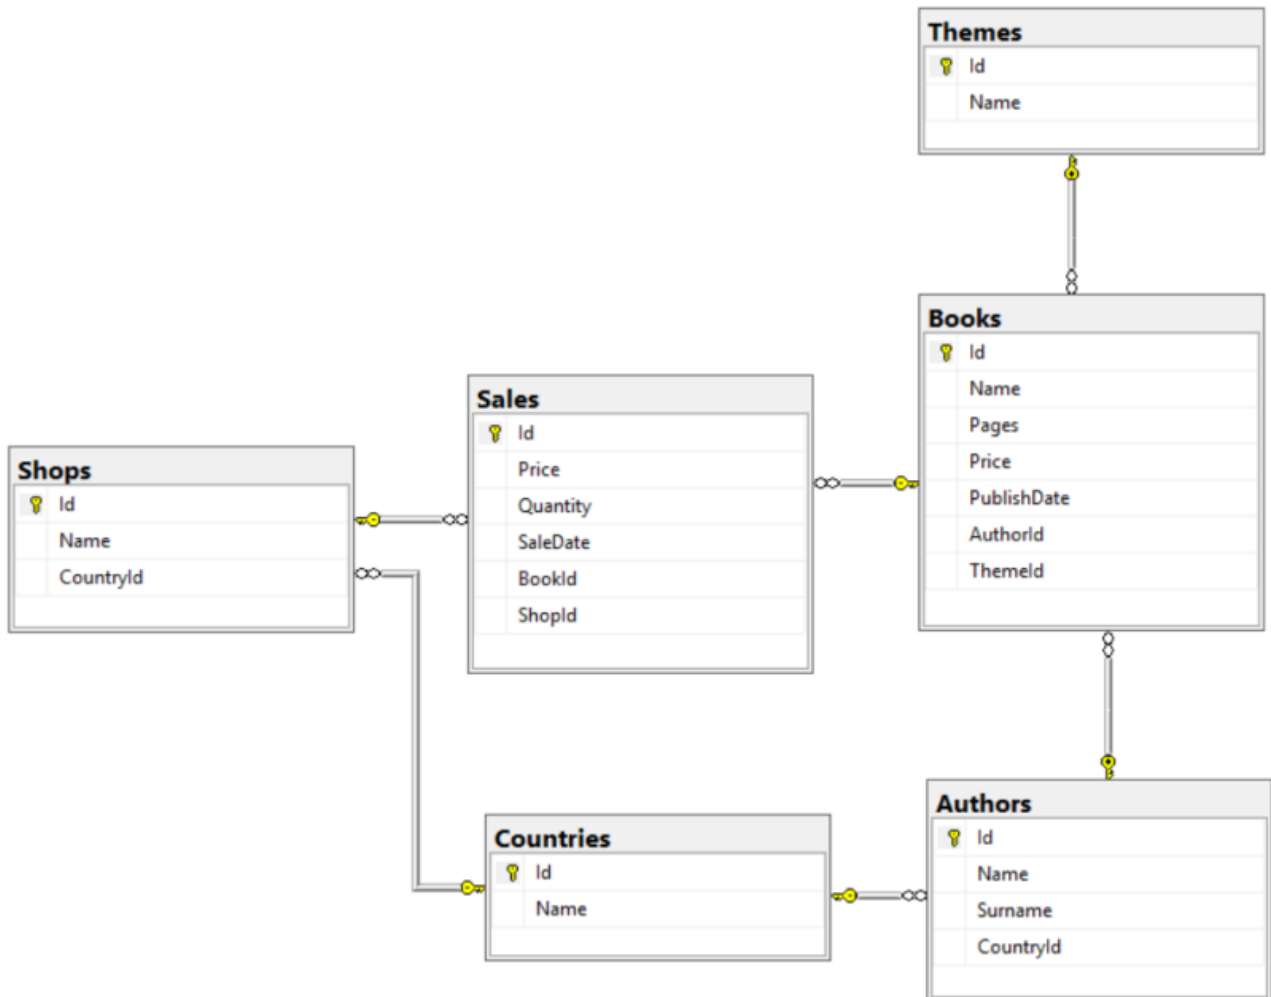 Themes
Id
Name
Books
Id
Name
Pages
Price
PublishDate
AuthorId
ThemeId
Sales
Id
Price
Quantity
SaleDate
BookId
ShopId
Shops
Id
Name
CountryId
Countries
Id
Name
Authors
Id
Name
Surname
CountryId